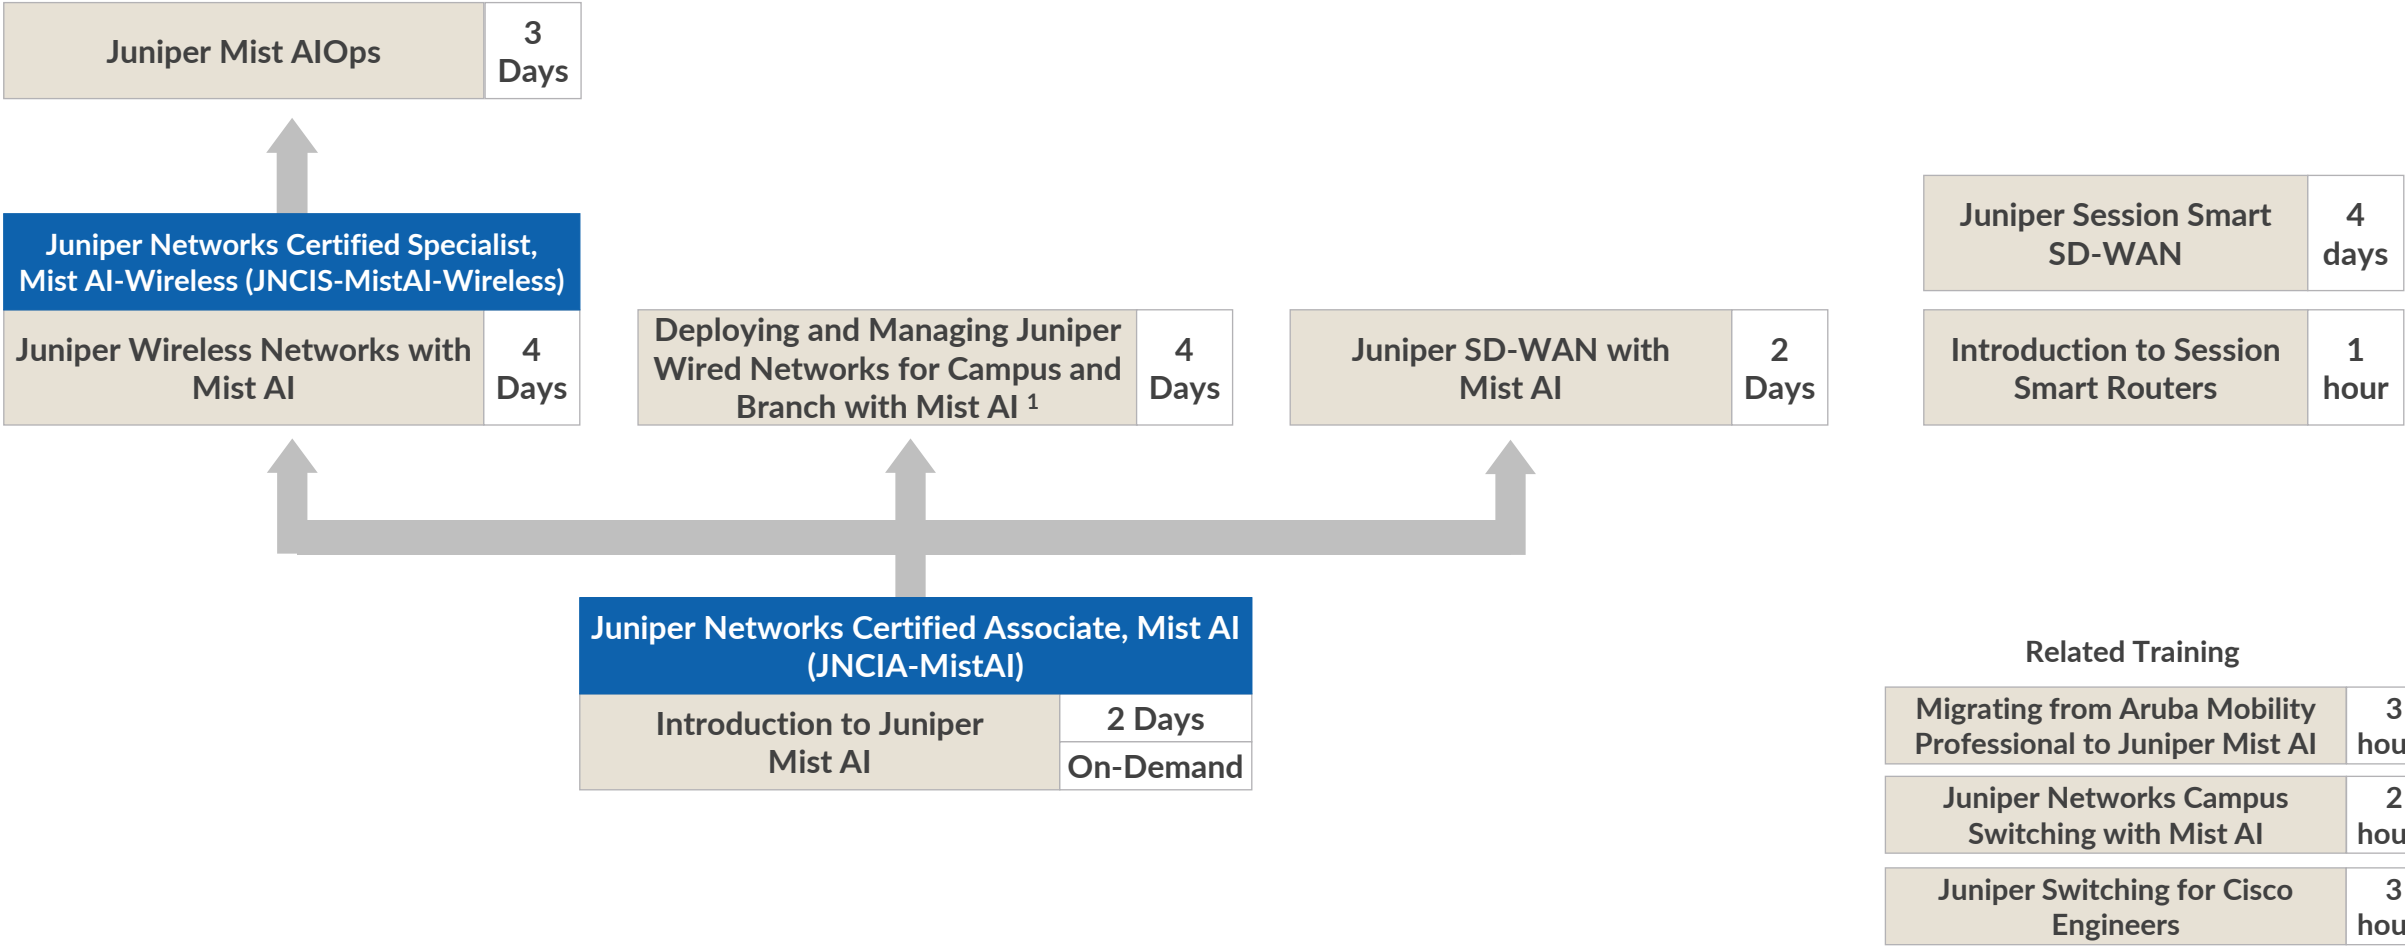 Juniper Mist AIOps
3
Days
Juniper Networks Certified Specialist,
Mist AI-Wireless (JNCIS-MistAI-Wireless)
Juniper Wireless Networks with
Mist AI
4
Days
Deploying and Managing Juniper
Wired Networks for Campus and
Branch with Mist AI 1
4
Days
Juniper SD-WAN with
Mist AI
2
Days
Juniper Session Smart
SD-WAN
4
days
Introduction to Session
Smart Routers
1
hour
Juniper Networks Certified Associate, Mist AI
(JNCIA-MistAI)
Introduction to Juniper
Mist AI
2 Days
On-Demand
Related Training
Migrating from Aruba Mobility
Professional to Juniper Mist AI
3
hou
Juniper Networks Campus
Switching with Mist AI
2
hou
Juniper Switching for Cisco
Engineers
3
hou